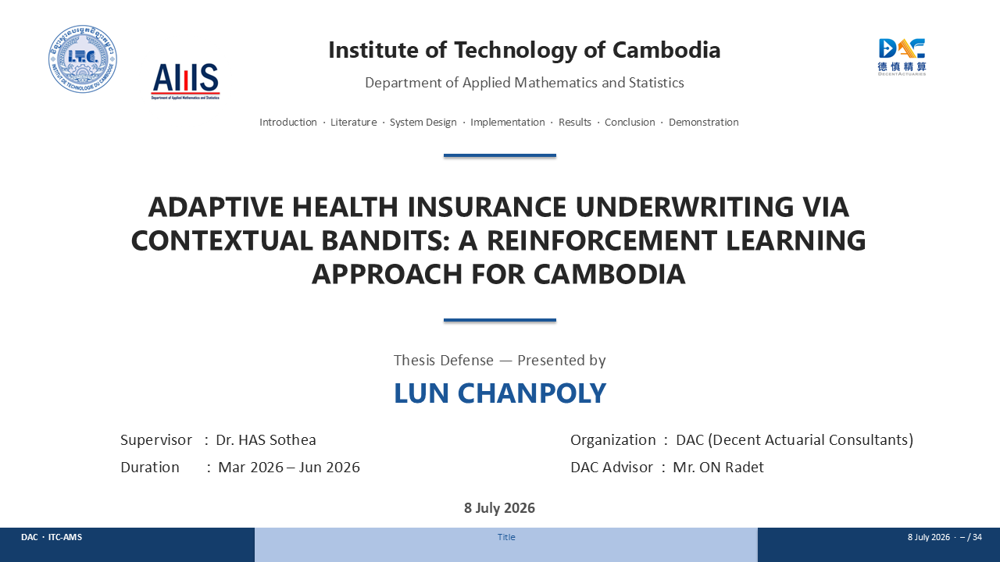 I.T.C.
INSTITUT DE TECHNOLOGIE DU CAMBODGE
AMS
Department of Applied Mathematics and Statistics
Institute of Technology of Cambodia
Department of Applied Mathematics and Statistics
DAC
德慎精算
DECENTACTUARIES
Introduction · Literature · System Design · Implementation · Results · Conclusion · Demonstration
ADAPTIVE HEALTH INSURANCE UNDERWRITING VIA
CONTEXTUAL BANDITS: A REINFORCEMENT LEARNING
APPROACH FOR CAMBODIA
Thesis Defense — Presented by
LUN CHANPOLY
Supervisor : Dr. HAS Sothea
Duration : Mar 2026 – Jun 2026
Organization : DAC (Decent Actuarial Consultants)
DAC Advisor : Mr. ON Radet
8 July 2026
DAC · ITC-AMS
Title
8 July 2026 · – / 34